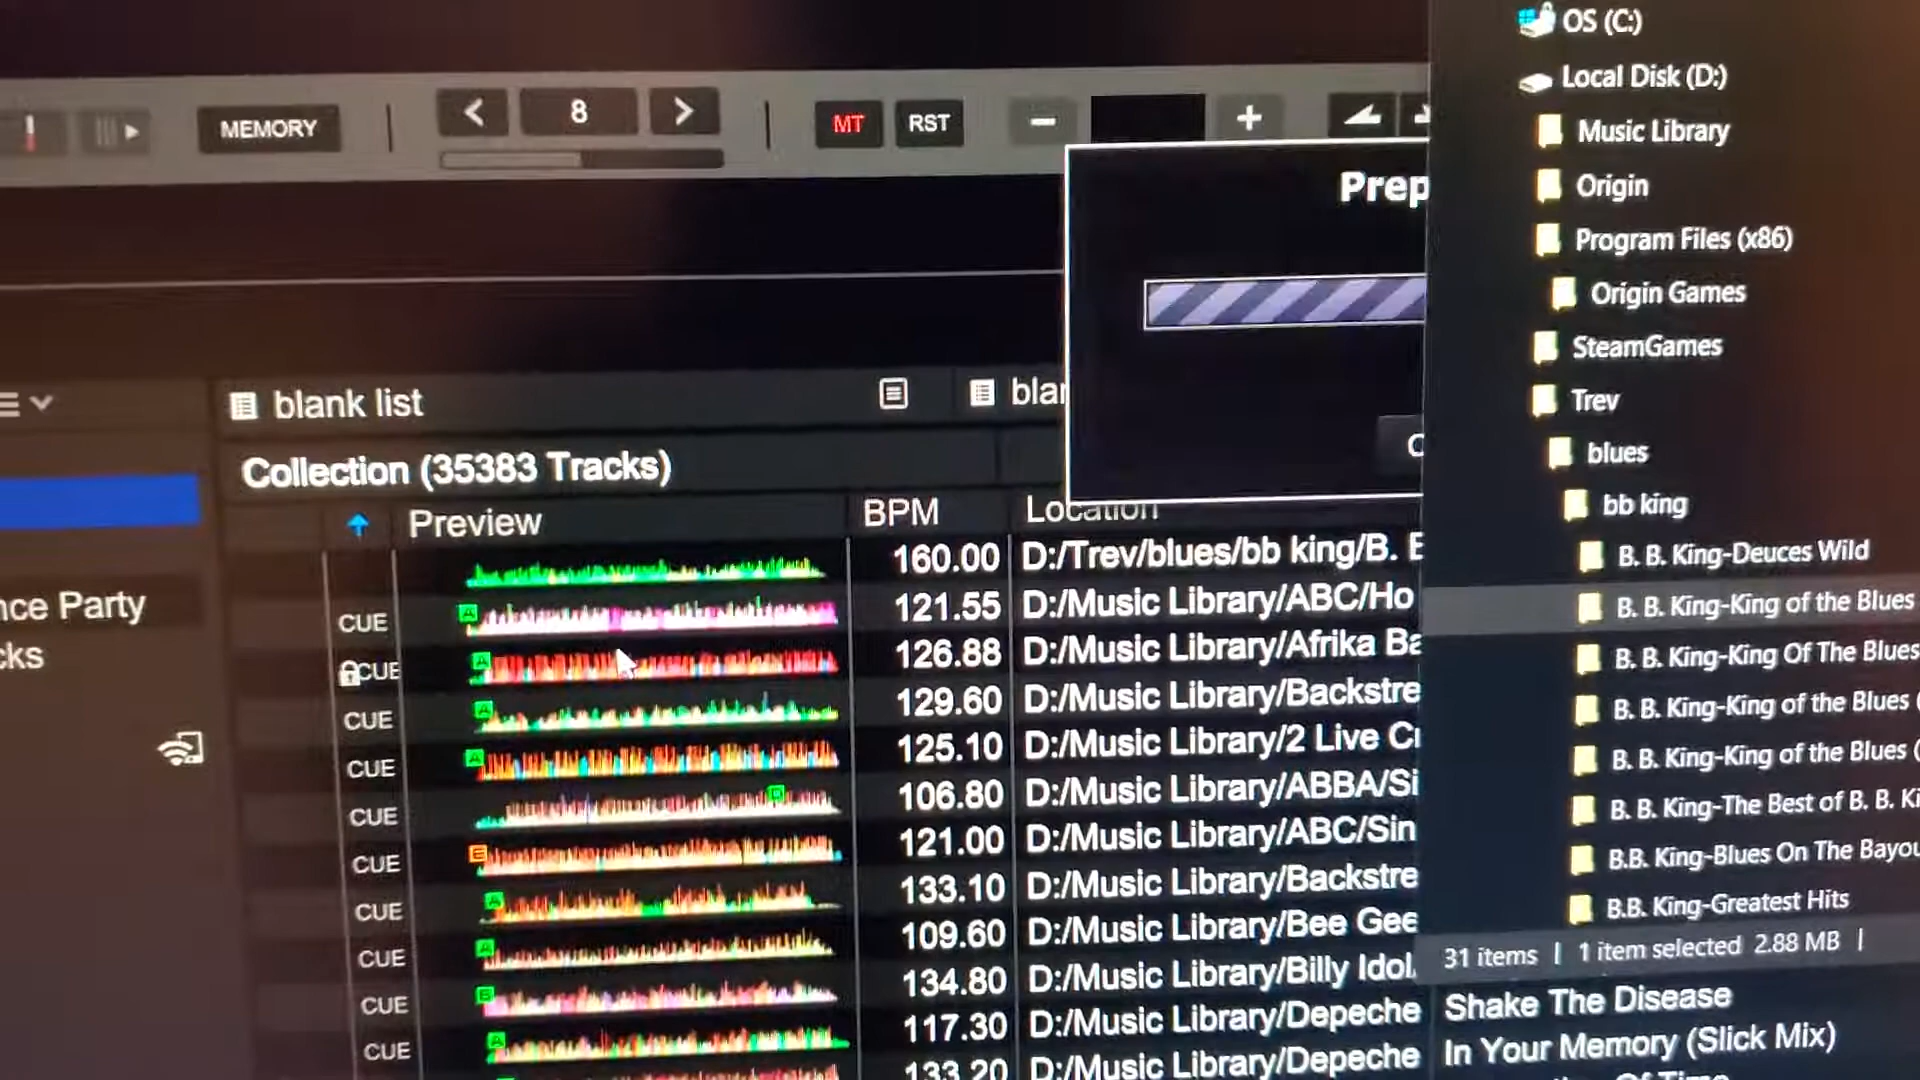 MEMORY
8
MT
RST
Prep
blank list
Collection (35383 Tracks)
Preview
BPM
Location
160.00 D:/Trev/blues/bb king/B.
CUE 121.55 D:/Music Library/ABC/Ho
CUE 126.88 D:/Music Library/Afrika Ba
CUE 129.60 D:/Music Library/Backstre
CUE 125.10 D:/Music Library/2 Live
CUE 106.80 D:/Music Library/ABBA/Si
CUE 121.00 D:/Music Library/ABC/Sin
CUE 133.10 D:/Music Library/Backstre
CUE 109.60 D:/Music Library/Bee Gee
CUE 134.80 D:/Music Library/Billy Idol
CUE 117.30 D:/Music Library/Depeche
133.20 D:/Music Library/Depeche
nce Party
cks
OS (C:)
Local Disk (D:)
Music Library
Origin
Program Files (x86)
Origin Games
SteamGames
Trev
blues
bb king
B. B. King-Deuces Wild
B. B. King-King of the Blues
B. B. King-King Of The Blues
B. B. King-King of the Blues (
B. B. King-King of the Blues (
B. B. King-The Best of B. B. Ki
B.B. King-Blues On The Bayou
B.B. King-Greatest Hits
31 items | 1 item selected 2.88 MB |
Shake The Disease
In Your Memory (Slick Mix)